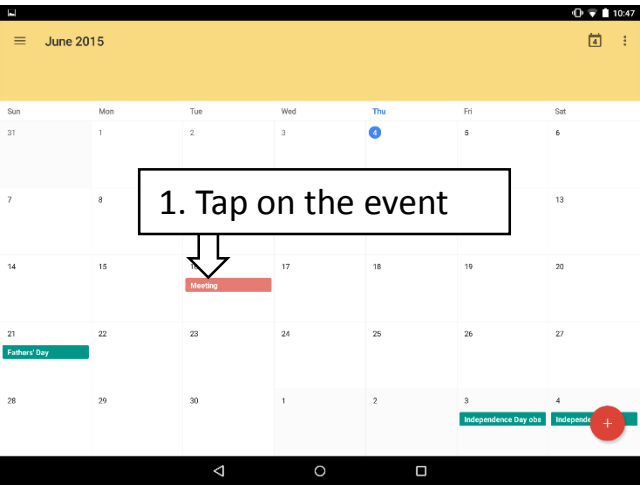 10:47
June 2015
4
Sun Mon Tue Wed Thu Fri Sat
31 1 2 3 4 5 6
1. Tap on the event
7 8 13
14 15 17 18 19 20
Meeting
21 22 23 24 25 26 27
Fathers' Day
28 29 30 1 2 3 4
Independence Day obs
+